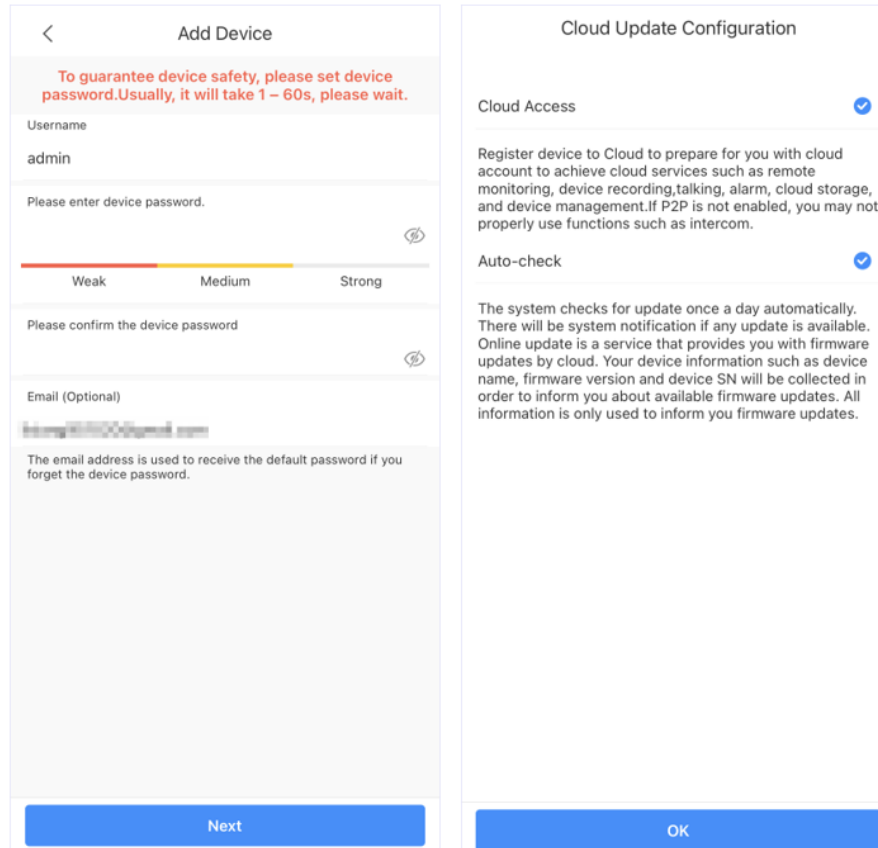 Add Device
To guarantee device safety, please set device
password.Usually, it will take 1 – 60s, please wait.
Username
admin
Please enter device password.
Weak Medium Strong
Please confirm the device password
Email (Optional)
The email address is used to receive the default password if you
forget the device password.
Next
Cloud Update Configuration
Cloud Access
Register device to Cloud to prepare for you with cloud
account to achieve cloud services such as remote
monitoring, device recording,talking, alarm, cloud storage,
and device management.If P2P is not enabled, you may not
properly use functions such as intercom.
Auto-check
The system checks for update once a day automatically.
There will be system notification if any update is available.
Online update is a service that provides you with firmware
updates by cloud. Your device information such as device
name, firmware version and device SN will be collected in
order to inform you about available firmware updates. All
information is only used to inform you firmware updates.
OK